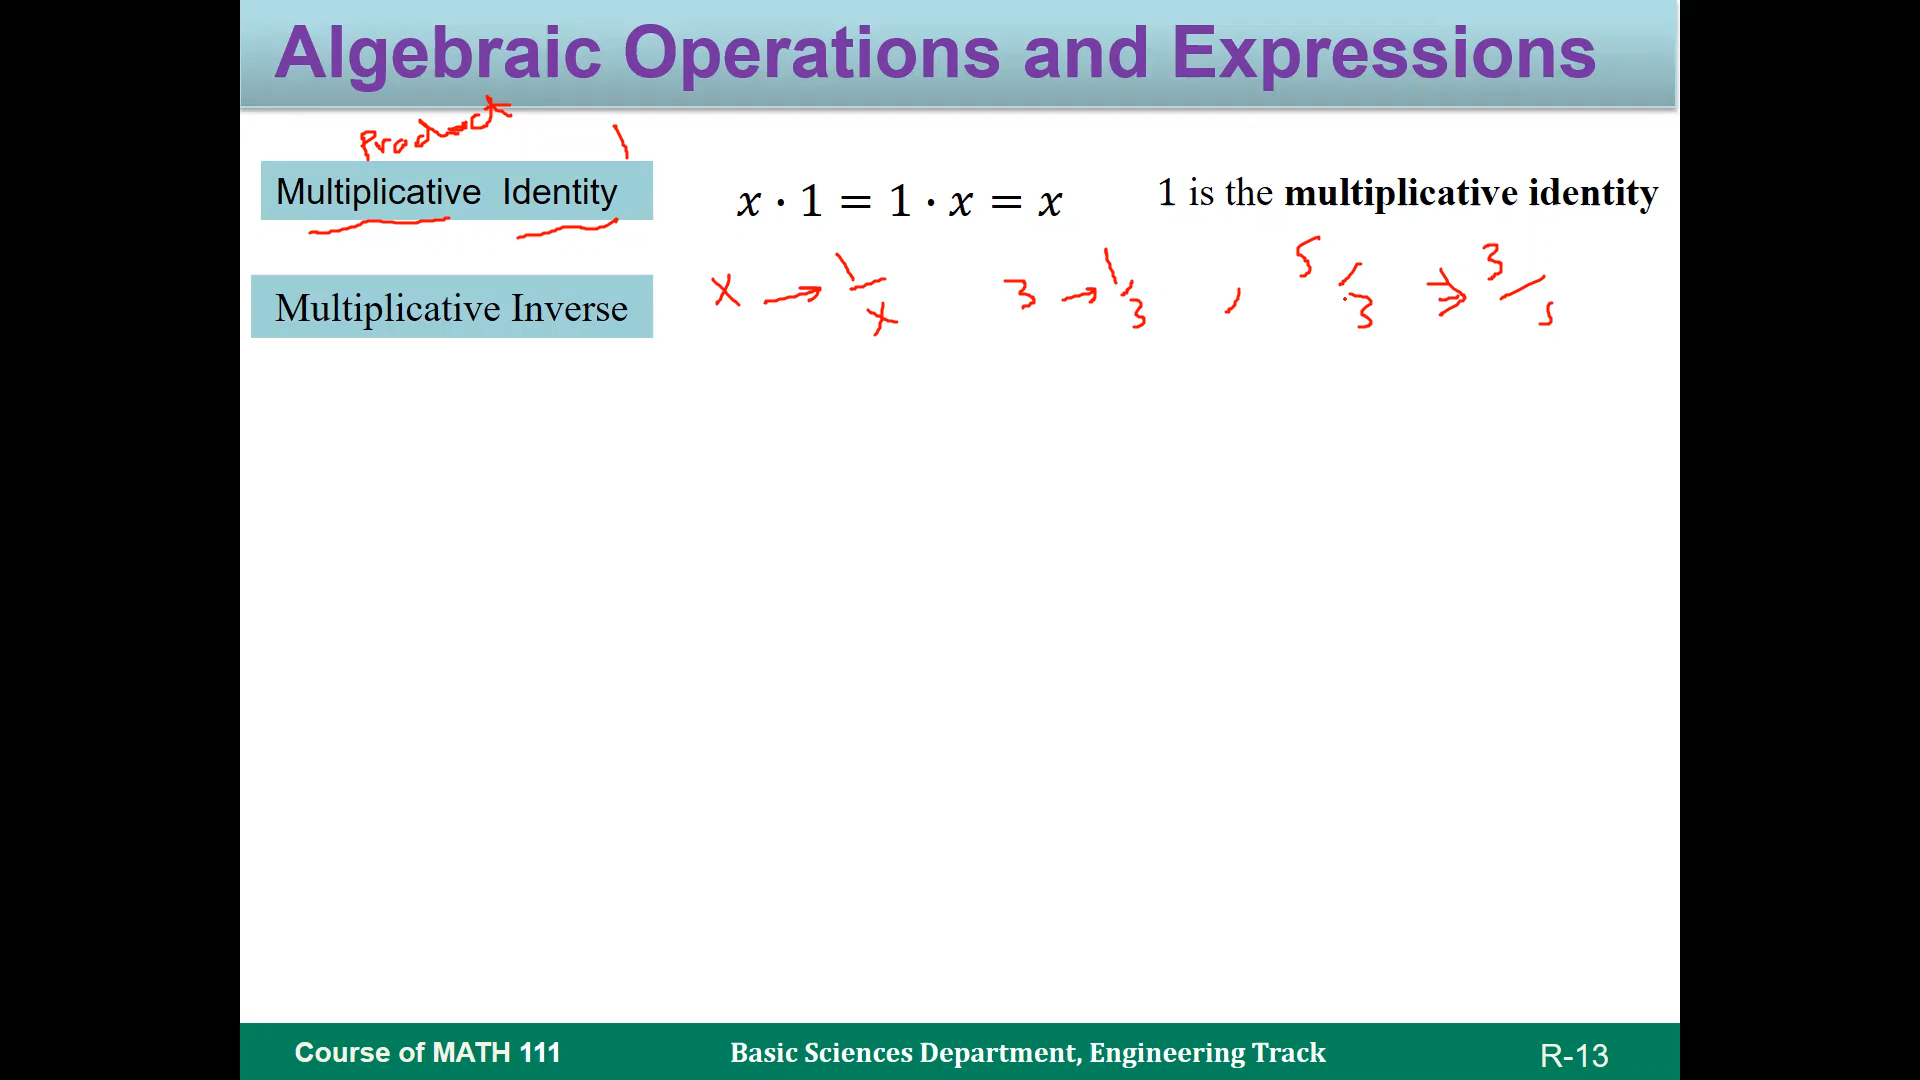 Algebraic Operations and Expressions
Product 1
Multiplicative Identity x · 1 = 1 · x = x 1 is the multiplicative identity
Multiplicative Inverse x → 1/x 3 → 1/3 , 5/3 ⇒ 3/5
Course of MATH 111 Basic Sciences Department, Engineering Track R-13